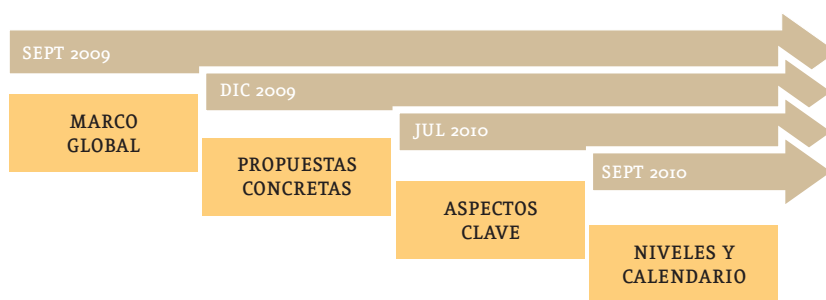 SEPT 2009
DIC 2009
MARCO
GLOBAL
JUL 2010
PROPUESTAS
CONCRETAS
SEPT 2010
ASPECTOS
CLAVE
NIVELES Y
CALENDARIO